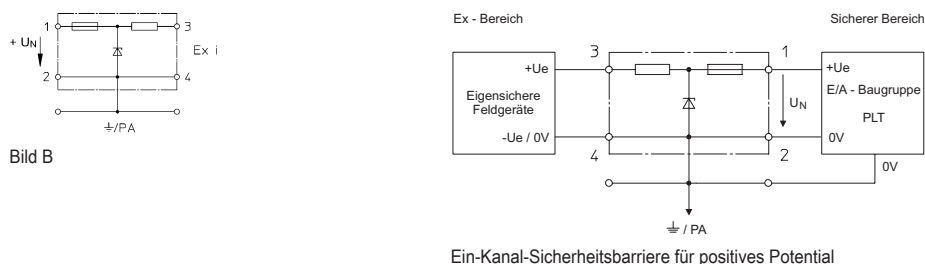 1
3
+ UN
Ex i
2
4
⏚/PA
Bild B
Ex - Bereich
Sicherer Bereich
3
1
+Ue
+Ue
Eigensichere
Feldgeräte
UN
E/A - Baugruppe
PLT
-Ue / 0V
0V
4
2
0V
⏚ / PA
Ein-Kanal-Sicherheitsbarriere für positives Potential